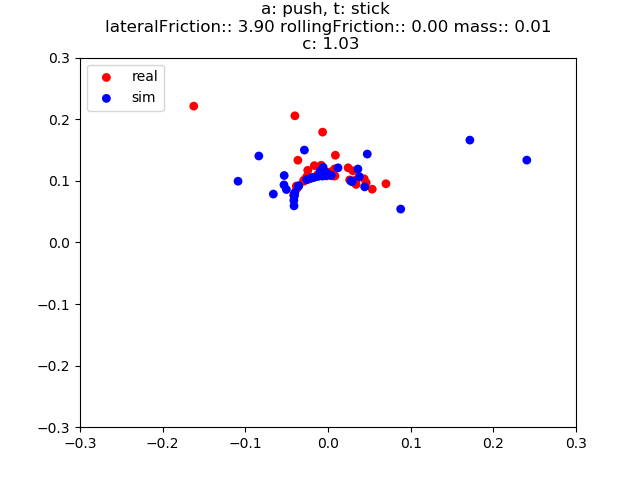 a: push, t: stick
lateralFriction:: 3.90 rollingFriction:: 0.00 mass:: 0.01
c: 1.03
real
sim
0.3
0.2
0.1
0.0
−0.1
−0.2
−0.3
−0.3
−0.2
−0.1
0.0
0.1
0.2
0.3